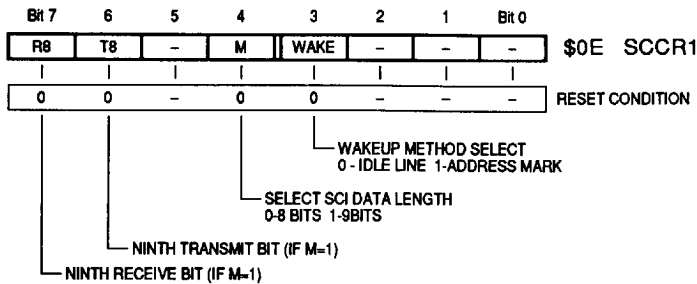 Bit 7 6 5 4 3 2 1 Bit 0
R8 T8 – M WAKE – – – $0E SCCR1
0 0 – 0 0 – – – RESET CONDITION
WAKEUP METHOD SELECT
0 - IDLE LINE 1-ADDRESS MARK
SELECT SCI DATA LENGTH
0-8 BITS 1-9BITS
NINTH TRANSMIT BIT (IF M=1)
NINTH RECEIVE BIT (IF M=1)